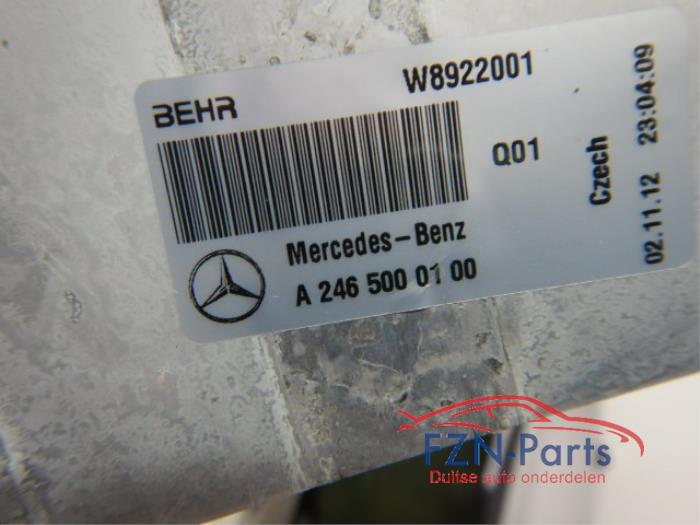 BEHR
W8922001
Q01
Czech
02.11.12 23:04:09
Mercedes-Benz
A 246 500 01 00
FZN-Parts
Duitse auto onderdelen